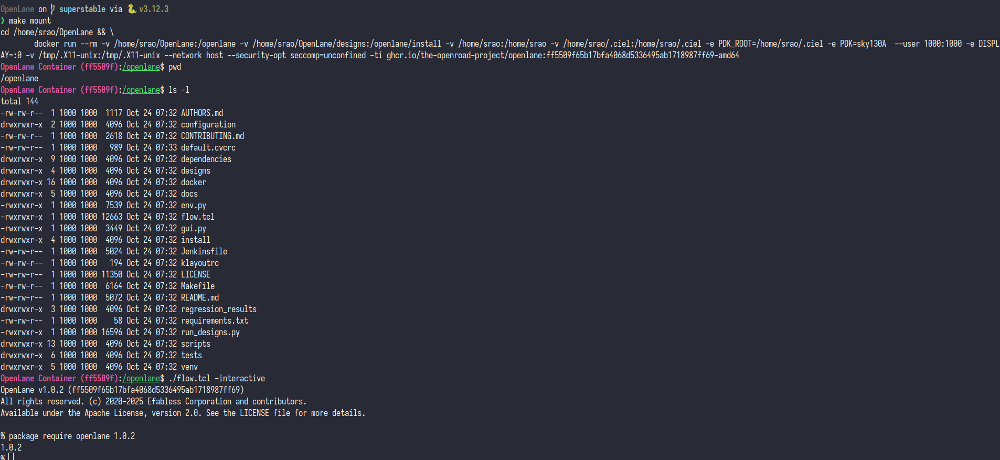 OpenLane on superstable via 🐍 v3.12.3
❯ make mount
cd /home/srao/OpenLane && \
        docker run --rm -v /home/srao/OpenLane:/openlane -v /home/srao/OpenLane/designs:/openlane/install -v /home/srao:/home/srao -v /home/srao/.ciel:/home/srao/.ciel -e PDK_ROOT=/home/srao/.ciel -e PDK=sky130A  --user 1000:1000 -e DISPL
AY=:0 -v /tmp/.X11-unix:/tmp/.X11-unix --network host --security-opt seccomp=unconfined -ti ghcr.io/the-openroad-project/openlane:ff5509f65b17bfa4068d5336495ab1718987ff69-amd64
OpenLane Container (ff5509f):/openlane$ pwd
/openlane
OpenLane Container (ff5509f):/openlane$ ls -l
total 144
-rw-rw-r--  1 1000 1000  1117 Oct 24 07:32 AUTHORS.md
drwxrwxr-x  2 1000 1000  4096 Oct 24 07:32 configuration
-rw-rw-r--  1 1000 1000  2618 Oct 24 07:32 CONTRIBUTING.md
-rw-rw-r--  1 1000 1000   989 Oct 24 07:33 default.cvcrc
drwxrwxr-x  9 1000 1000  4096 Oct 24 07:32 dependencies
drwxrwxr-x  4 1000 1000  4096 Oct 24 07:32 designs
drwxrwxr-x 16 1000 1000  4096 Oct 24 07:32 docker
drwxrwxr-x  5 1000 1000  4096 Oct 24 07:32 docs
-rwxrwxr-x  1 1000 1000  7539 Oct 24 07:32 env.py
-rwxrwxr-x  1 1000 1000 12663 Oct 24 07:32 flow.tcl
-rwxrwxr-x  1 1000 1000  3449 Oct 24 07:32 gui.py
drwxrwxr-x  4 1000 1000  4096 Oct 24 07:32 install
-rw-rw-r--  1 1000 1000  5024 Oct 24 07:32 Jenkinsfile
-rw-rw-r--  1 1000 1000   194 Oct 24 07:32 klayoutrc
-rw-rw-r--  1 1000 1000 11350 Oct 24 07:32 LICENSE
-rw-rw-r--  1 1000 1000  6164 Oct 24 07:32 Makefile
-rw-rw-r--  1 1000 1000  5072 Oct 24 07:32 README.md
drwxrwxr-x  3 1000 1000  4096 Oct 24 07:32 regression_results
-rw-rw-r--  1 1000 1000    58 Oct 24 07:32 requirements.txt
-rwxrwxr-x  1 1000 1000 16596 Oct 24 07:32 run_designs.py
drwxrwxr-x 13 1000 1000  4096 Oct 24 07:32 scripts
drwxrwxr-x  6 1000 1000  4096 Oct 24 07:32 tests
drwxrwxr-x  5 1000 1000  4096 Oct 24 07:32 venv
OpenLane Container (ff5509f):/openlane$ ./flow.tcl -interactive
OpenLane v1.0.2 (ff5509f65b17bfa4068d5336495ab1718987ff69)
All rights reserved. (c) 2020-2025 Efabless Corporation and contributors.
Available under the Apache License, version 2.0. See the LICENSE file for more details.

% package require openlane 1.0.2
1.0.2
%